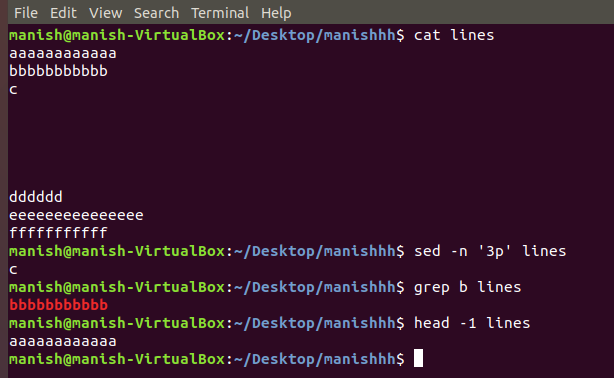 File Edit View Search Terminal Help
manish@manish-VirtualBox:~/Desktop/manishhh$ cat lines
aaaaaaaaaaaa
bbbbbbbbbbb
c
dddddd
eeeeeeeeeeeeeee
fffffffffff
manish@manish-VirtualBox:~/Desktop/manishhh$ sed -n '3p' lines
c
manish@manish-VirtualBox:~/Desktop/manishhh$ grep b lines
bbbbbbbbbbb
manish@manish-VirtualBox:~/Desktop/manishhh$ head -1 lines
aaaaaaaaaaaa
manish@manish-VirtualBox:~/Desktop/manishhh$